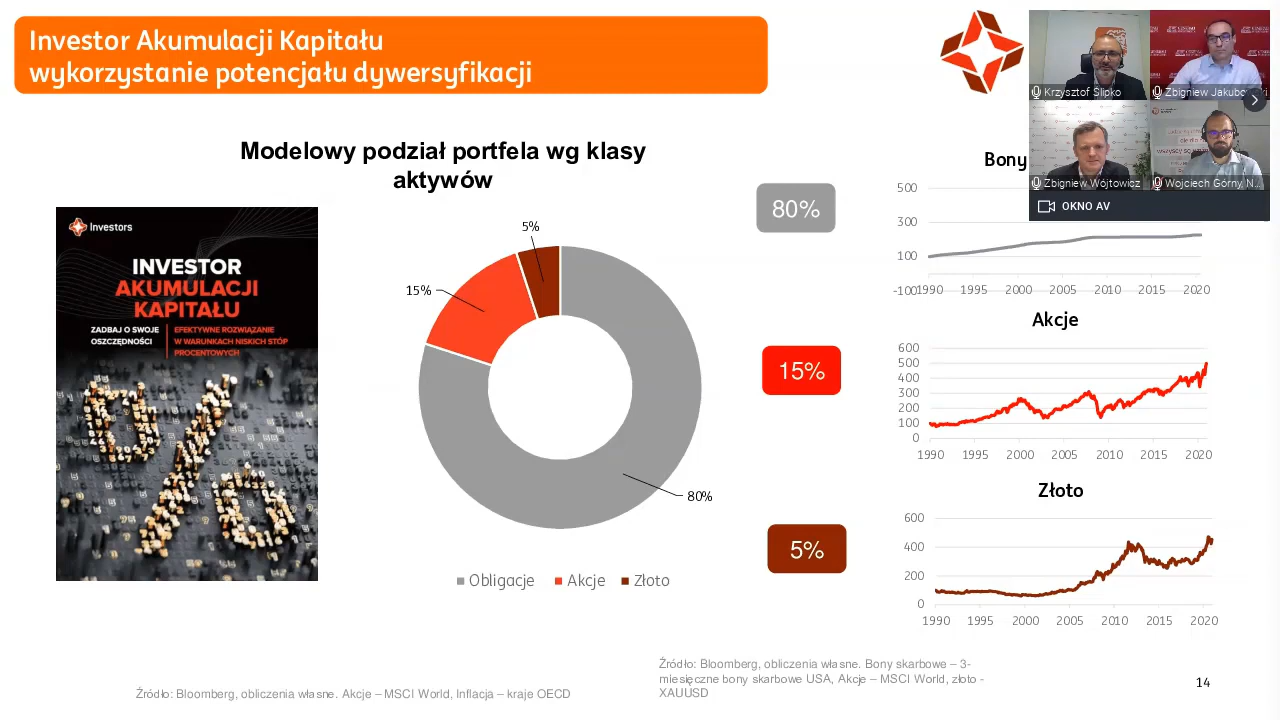 Investor Akumulacji Kapitału
wykorzystanie potencjału dywersyfikacji
Modelowy podział portfela wg klasy
aktywów
Investors
INVESTOR
AKUMULACJI
KAPITAŁU
ZADBAJ O SWOJE
OSZCZĘDNOŚCI
EFEKTYWNE ROZWIĄZANIE
W WARUNKACH NISKICH STÓP
PROCENTOWYCH
5%
15%
80%
Obligacje Akcje Złoto
80%
15%
5%
Bony
500
300
100
-100
1990 1995 2000 2005 2010 2015 2020
Akcje
600
500
400
300
200
100
0
1990 1995 2000 2005 2010 2015 2020
Złoto
600
400
200
0
1990 1995 2000 2005 2010 2015 2020
Krzysztof Slipko
Zbigniew Wójtowicz
Wojciech Górny, N...
OKNO AV
Źródło: Bloomberg, obliczenia własne. Akcje – MSCI World, Inflacja – kraje OECD
Źródło: Bloomberg, obliczenia własne. Bony skarbowe – 3-
miesięczne bony skarbowe USA, Akcje – MSCI World, złoto -
XAUUSD
14